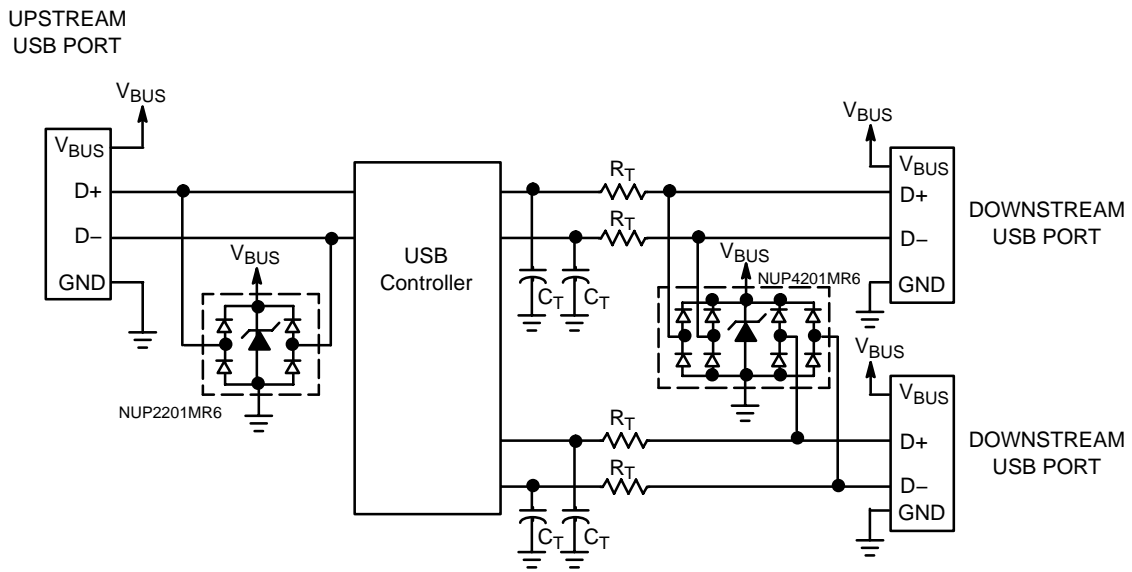 UPSTREAM
USB PORT
VBUS
VBUS
D+
D−
GND
VBUS
NUP2201MR6
USB
Controller
RT
RT
CT
CT
VBUS
NUP4201MR6
VBUS
VBUS
D+
D−
GND
DOWNSTREAM
USB PORT
RT
RT
CT
CT
VBUS
VBUS
D+
D−
GND
DOWNSTREAM
USB PORT